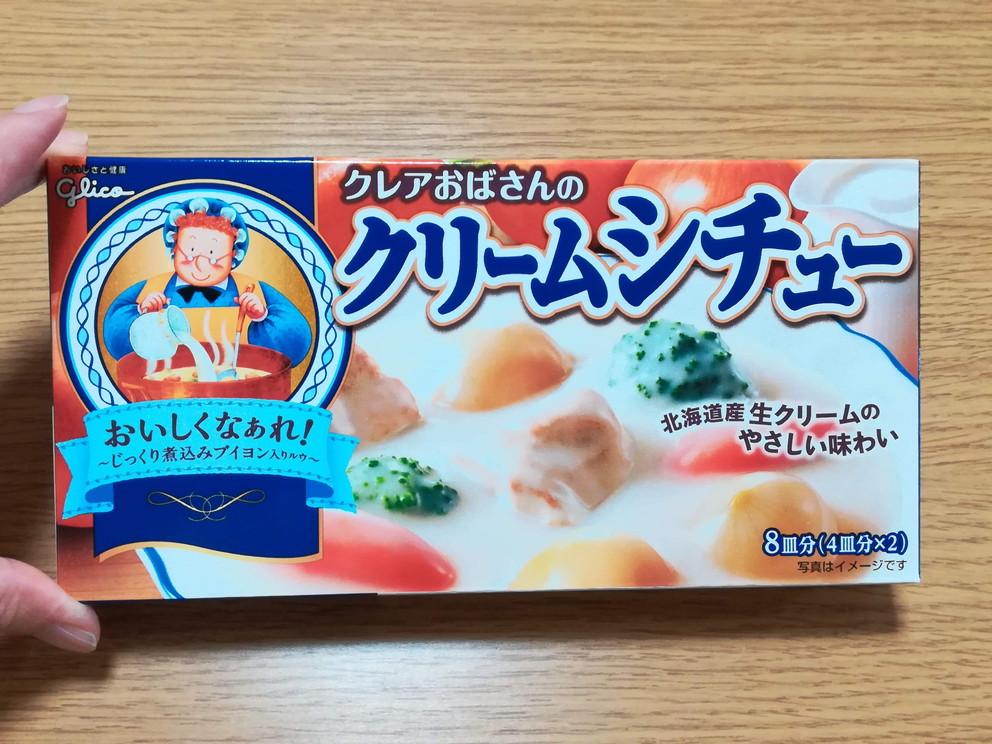 おいしさと健康
glico
クレアおばさんの
クリームシチュー
おいしくなぁれ!
~じっくり煮込みブイヨン入りルウ~
北海道産 生クリームの
やさしい味わい
8皿分(4皿分×2)
写真はイメージです